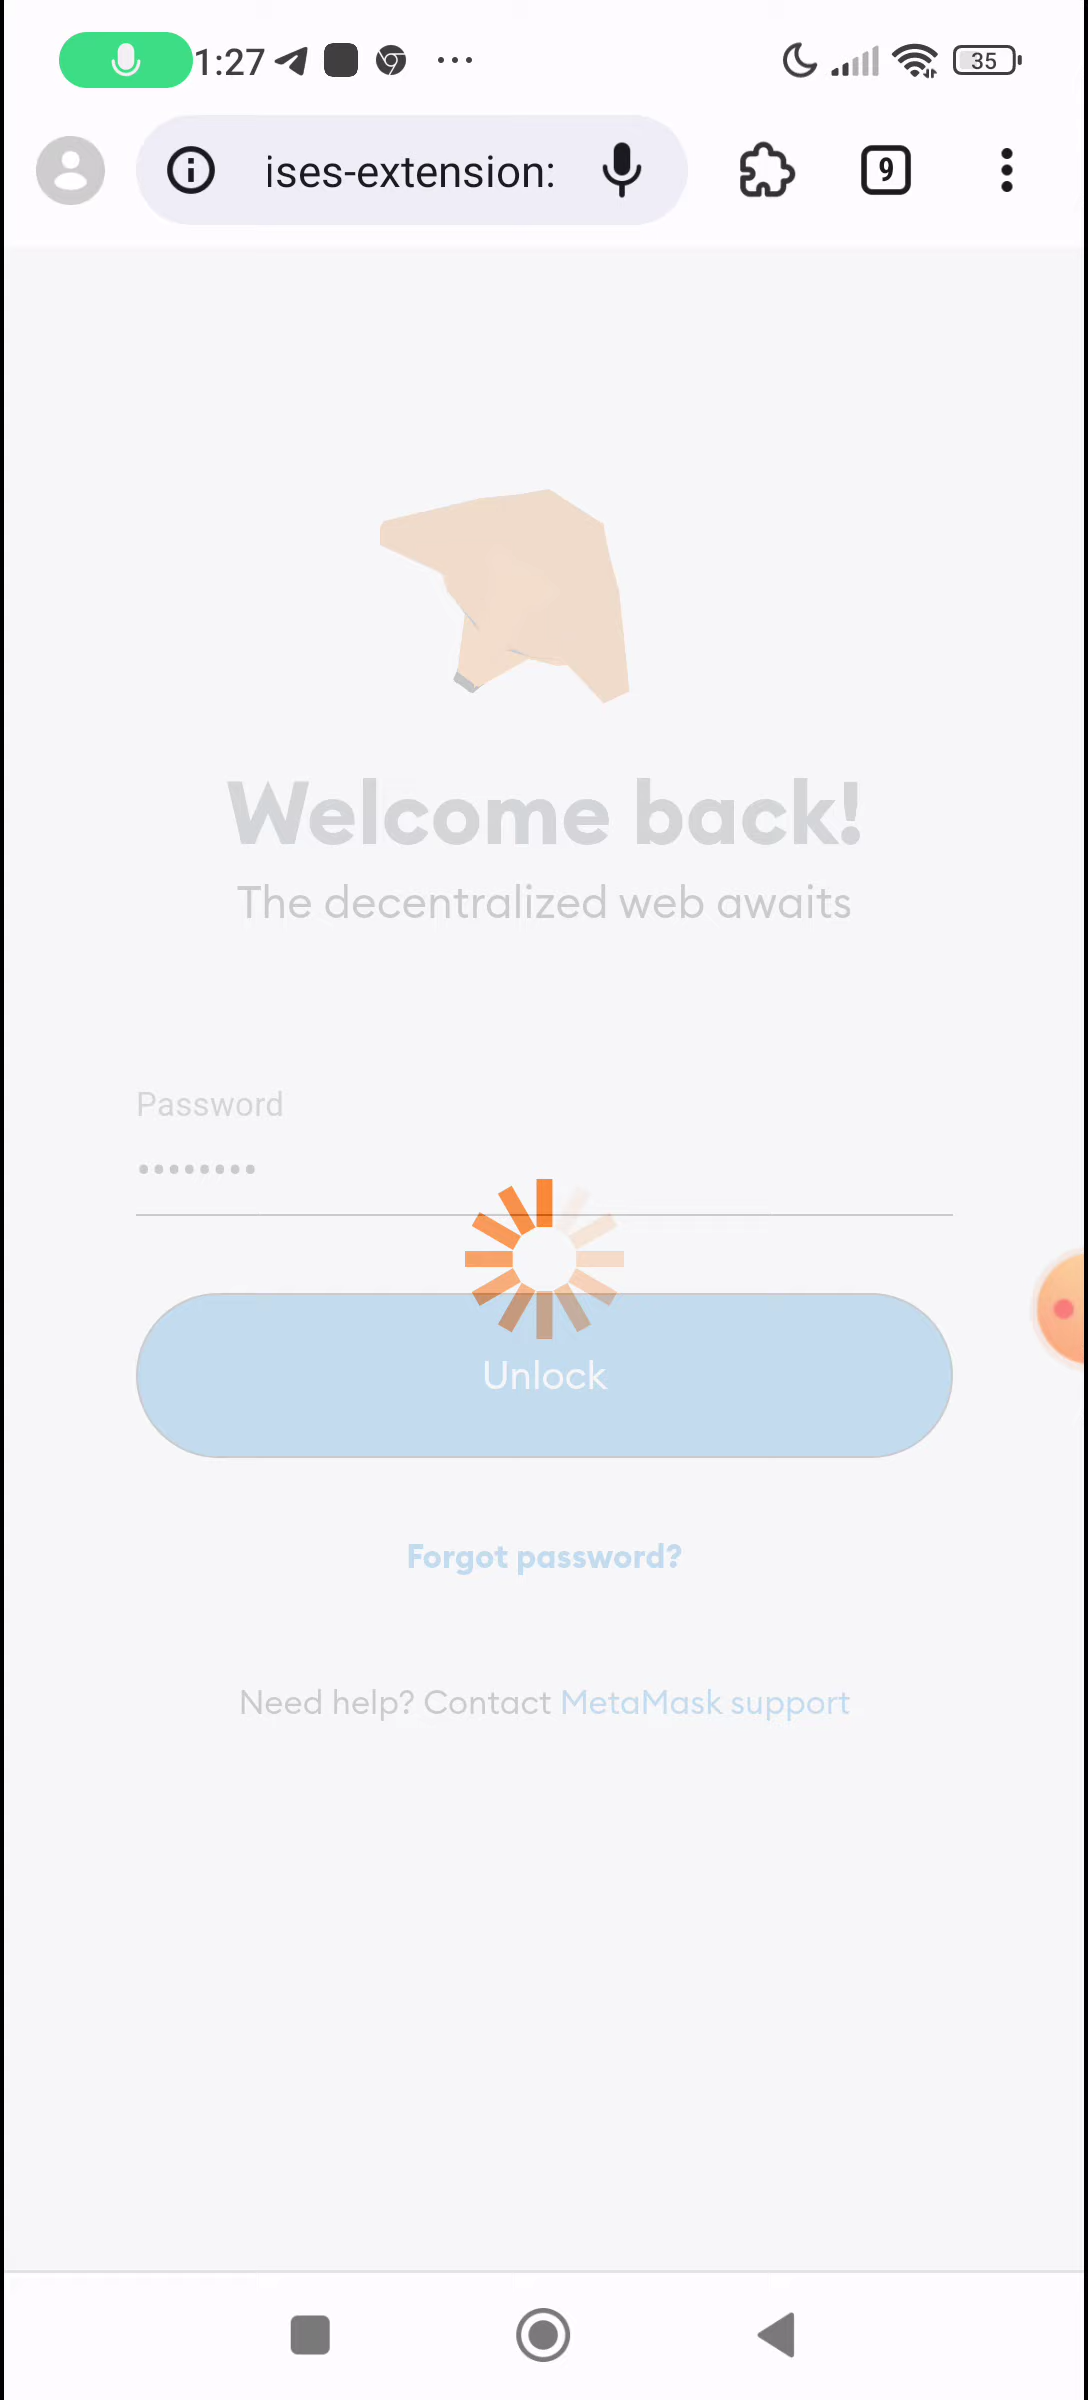 1:27
35
ises-extension:
9
Welcome back!
The decentralized web awaits
Password
Unlock
Forgot password?
Need help? Contact MetaMask support